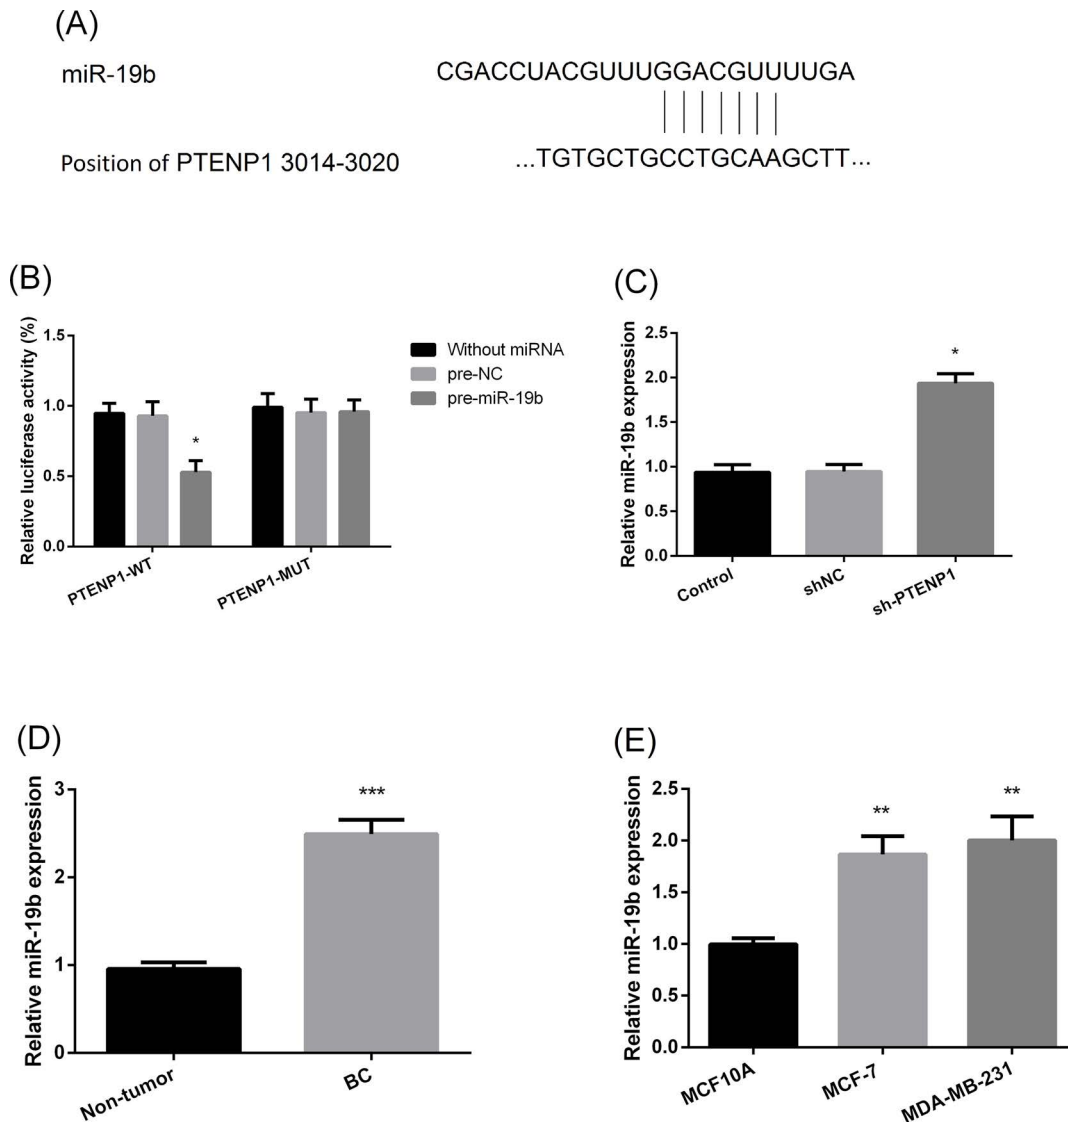 (A)
miR-19b
CGACCUACGUUUGGACGUUUUGA
Position of PTENP1 3014-3020
...TGTGCTGCCTGCAAGCTT...
(B)
Relative luciferase activity (%)
1.5
1.0
0.5
0.0
*
PTENP1-WT
PTENP1-MUT
Without miRNA
pre-NC
pre-miR-19b
(C)
Relative miR-19b expression
2.5
2.0
1.5
1.0
0.5
0.0
*
Control
shNC
sh-PTENP1
(D)
Relative miR-19b expression
3
2
1
0
***
Non-tumor
BC
(E)
Relative miR-19b expression
2.5
2.0
1.5
1.0
0.5
0.0
**
**
MCF10A
MCF-7
MDA-MB-231